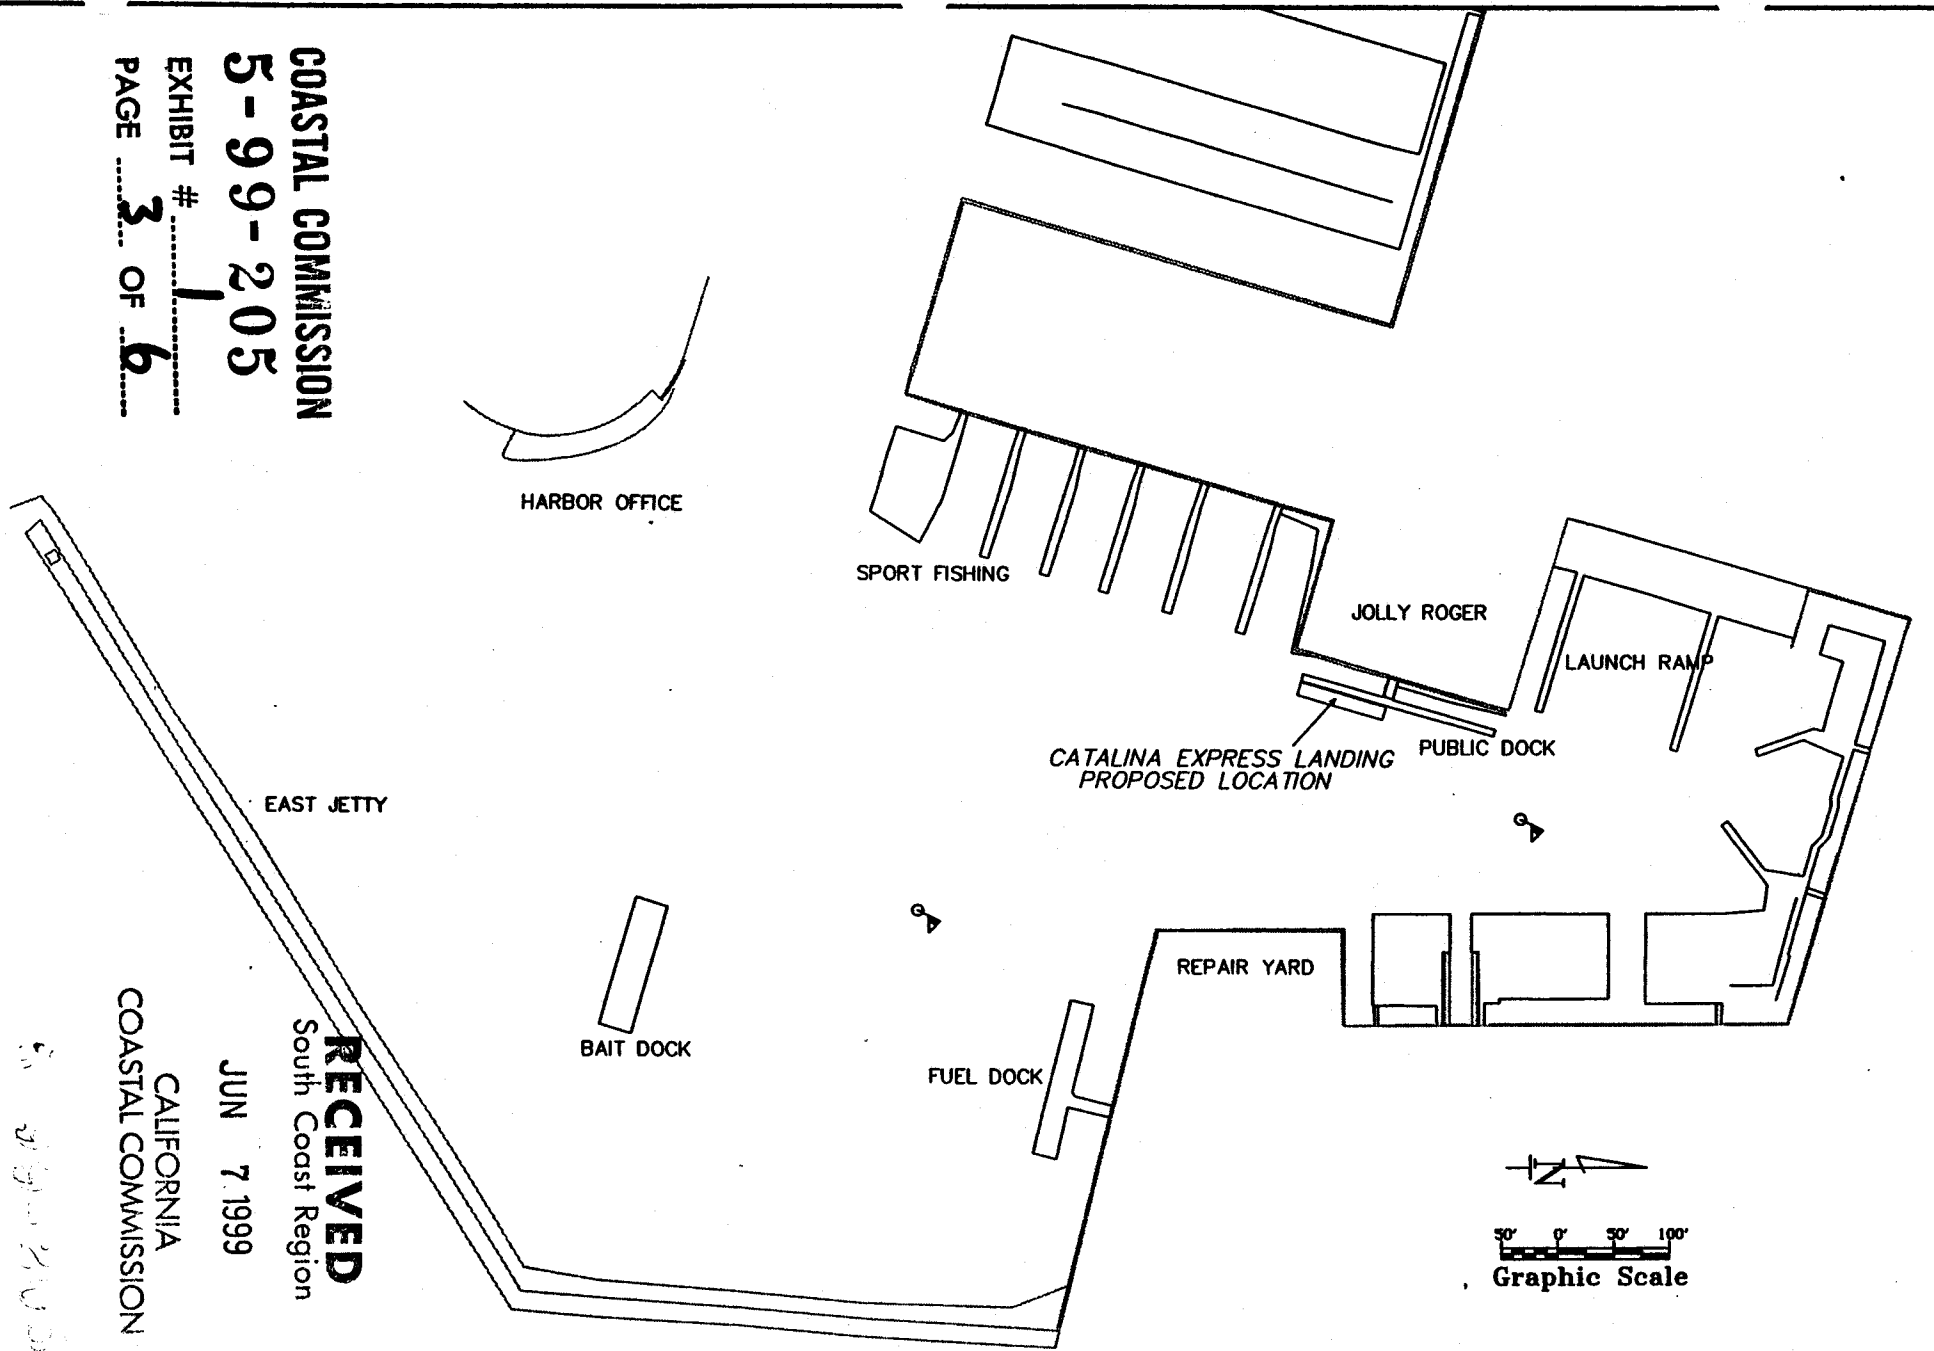 COASTAL COMMISSION
5-99-205
EXHIBIT # 1
PAGE 3 OF 6
HARBOR OFFICE
SPORT FISHING
JOLLY ROGER
LAUNCH RAMP
CATALINA EXPRESS LANDING
PROPOSED LOCATION
PUBLIC DOCK
EAST JETTY
REPAIR YARD
BAIT DOCK
FUEL DOCK
RECEIVED
South Coast Region
JUN 7 1999
CALIFORNIA
COASTAL COMMISSION
N
50' 0' 50' 100'
Graphic Scale